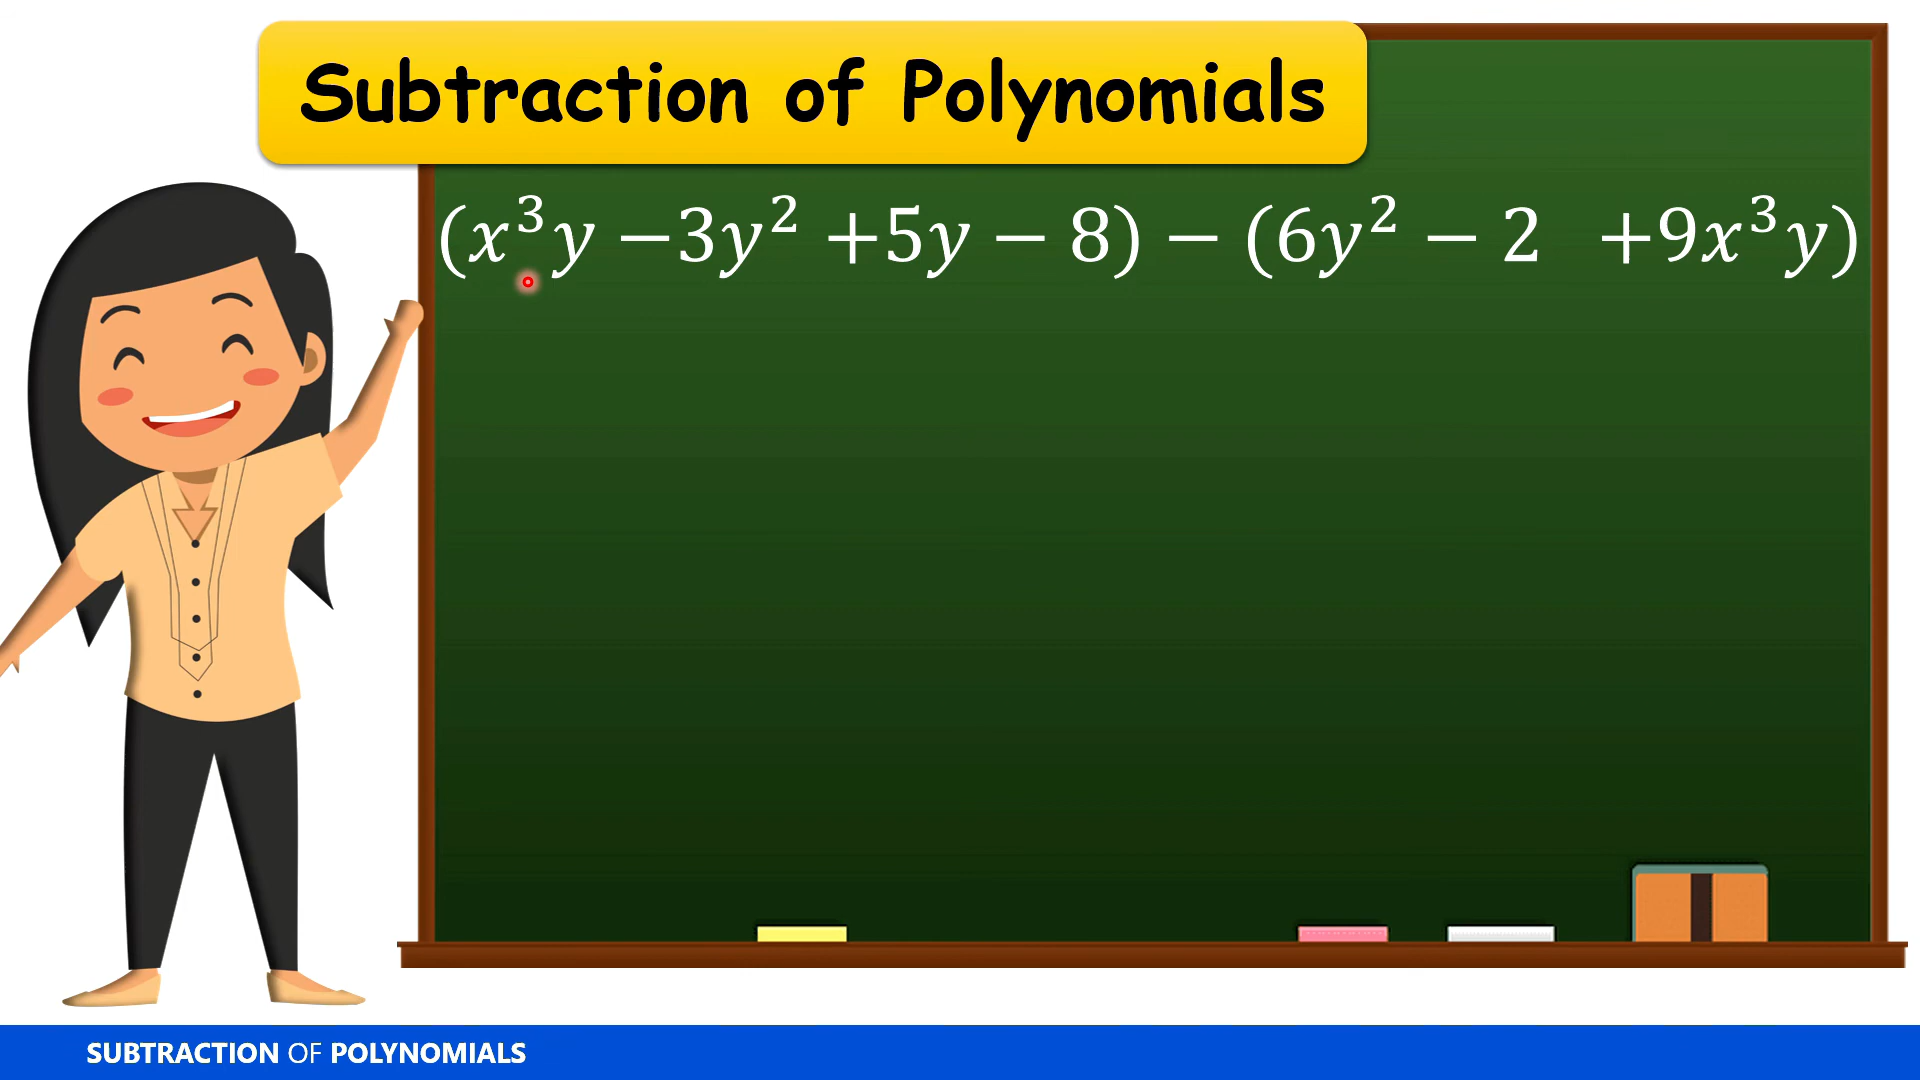 Subtraction of Polynomials
(x³y −3y² +5y − 8) − (6y² − 2 +9x³y)
SUBTRACTION OF POLYNOMIALS